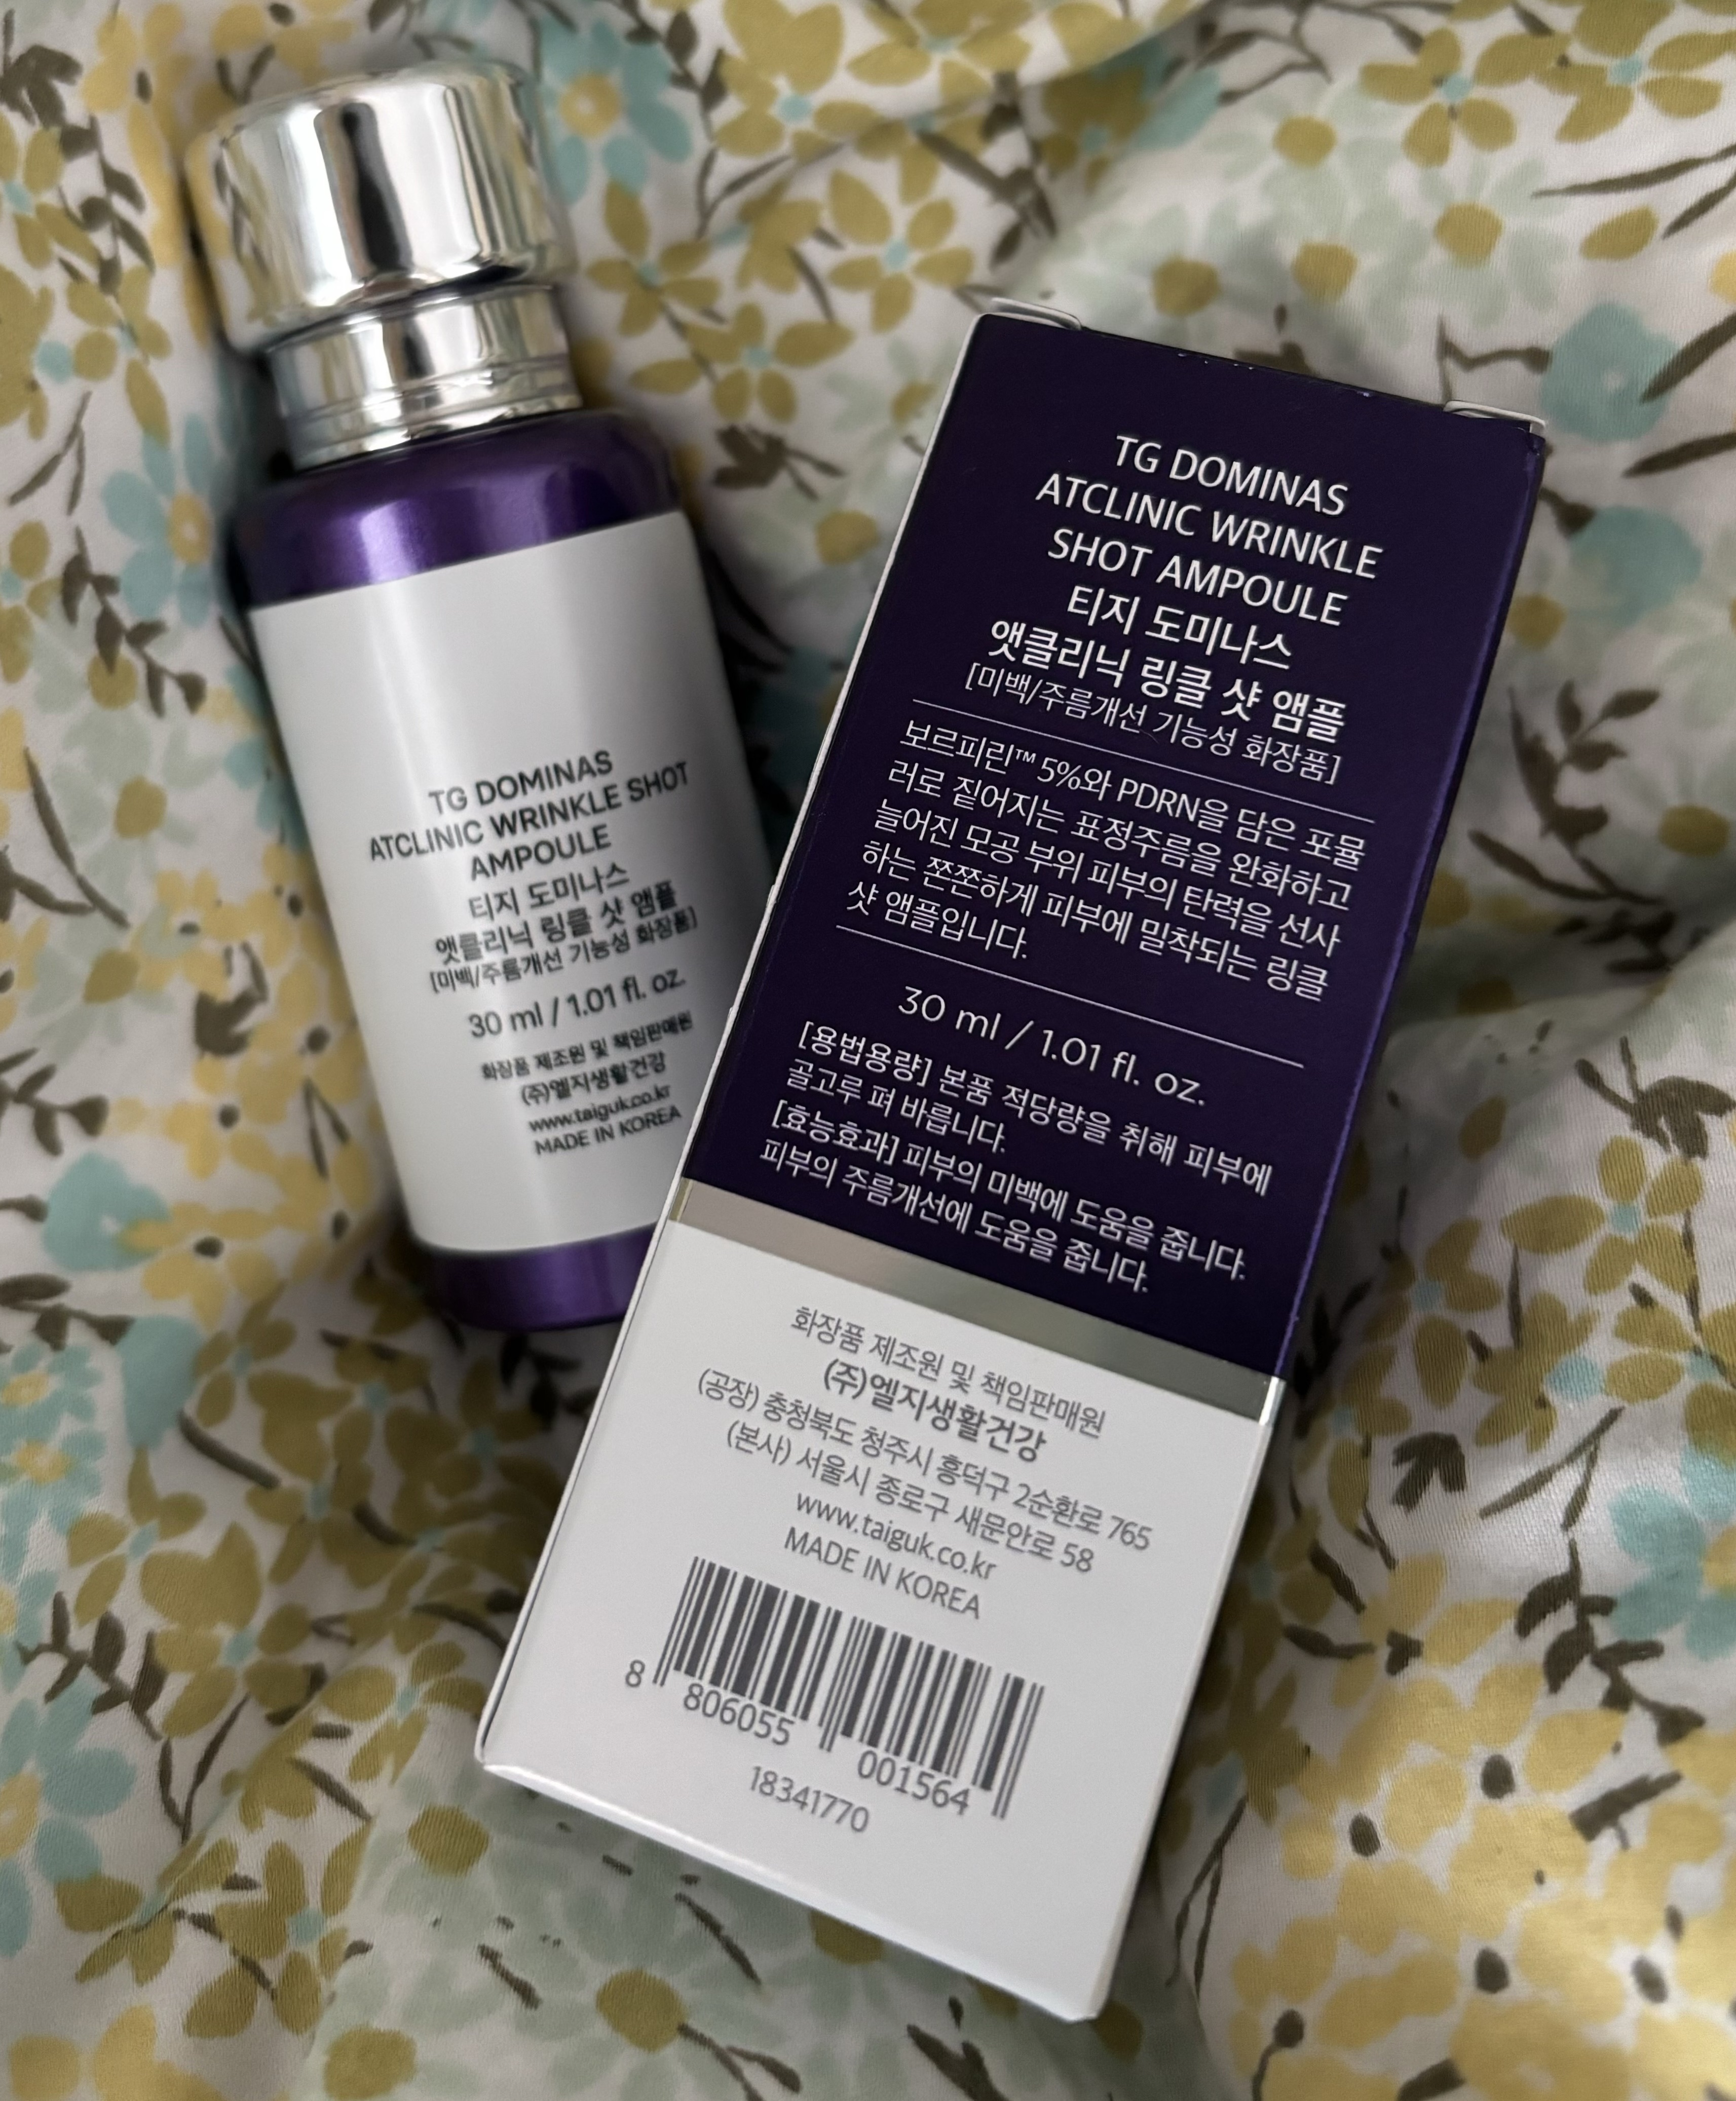 TG DOMINAS
ATCLINIC WRINKLE SHOT
AMPOULE
티지 도미나스
앳클리닉 링클 샷 앰플
[미백/주름개선 기능성 화장품]
30 ml / 1.01 fl. oz.
화장품 제조원 및 책임판매원
(주)엘지생활건강
www.taiguk.co.kr
MADE IN KOREA
TG DOMINAS
ATCLINIC WRINKLE
SHOT AMPOULE
티지 도미나스
앳클리닉 링클 샷 앰플
[미백/주름개선 기능성 화장품]
보르피린™ 5%와 PDRN을 담은 포뮬
러로 짙어지는 표정주름을 완화하고
늘어진 모공 부위 피부의 탄력을 선사
하는 쫀쫀하게 피부에 밀착되는 링클
샷 앰플입니다.
30 ml / 1.01 fl. oz.
[용법용량] 본품 적당량을 취해 피부에
골고루 펴 바릅니다.
[효능효과] 피부의 미백에 도움을 줍니다.
피부의 주름개선에 도움을 줍니다.
화장품 제조원 및 책임판매원
(주)엘지생활건강
(공장) 충청북도 청주시 흥덕구 2순환로 765
(본사) 서울시 종로구 새문안로 58
www.taiguk.co.kr
MADE IN KOREA
8 806055 001564
18341770